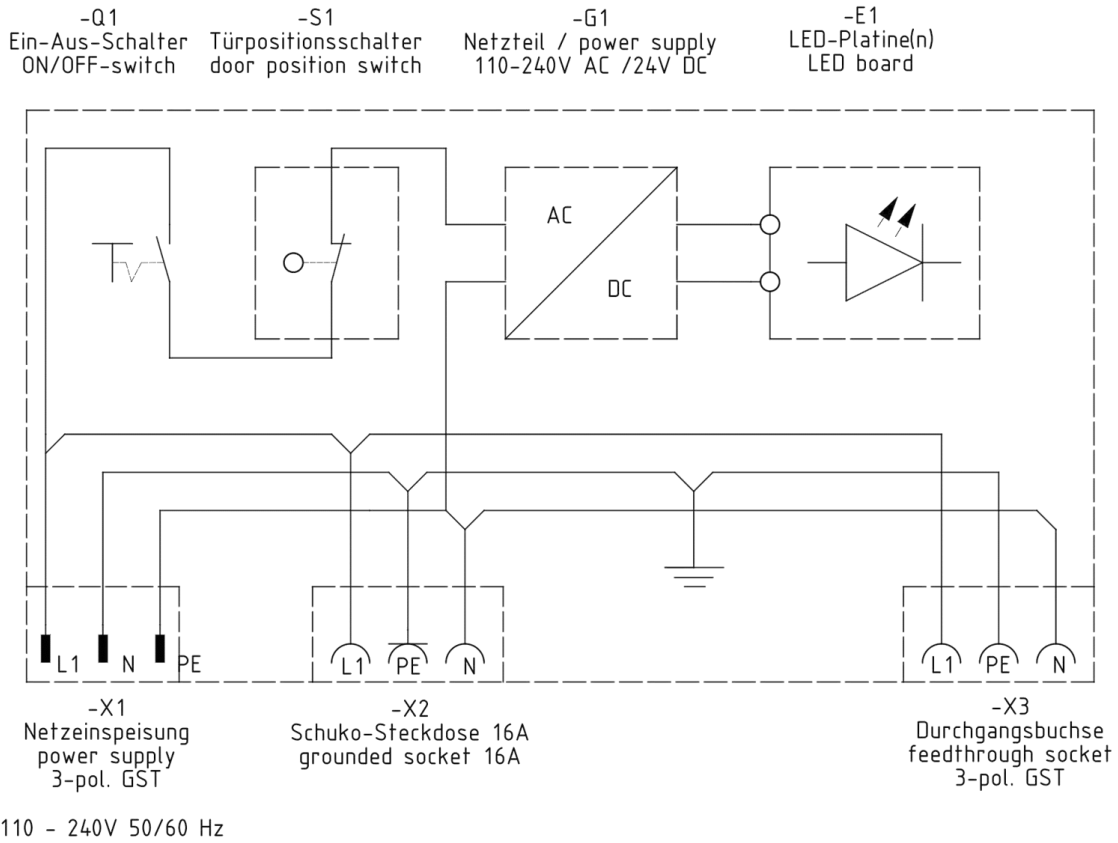 -Q1
Ein-Aus-Schalter
ON/OFF-switch
-S1
Türpositionsschalter
door position switch
-G1
Netzteil / power supply
110-240V AC /24V DC
-E1
LED-Platine(n)
LED board
AC
DC
L1 N PE
L1 PE N
L1 PE N
-X1
Netzeinspeisung
power supply
3-pol. GST
-X2
Schuko-Steckdose 16A
grounded socket 16A
-X3
Durchgangsbuchse
feedthrough socket
3-pol. GST
110 - 240V 50/60 Hz